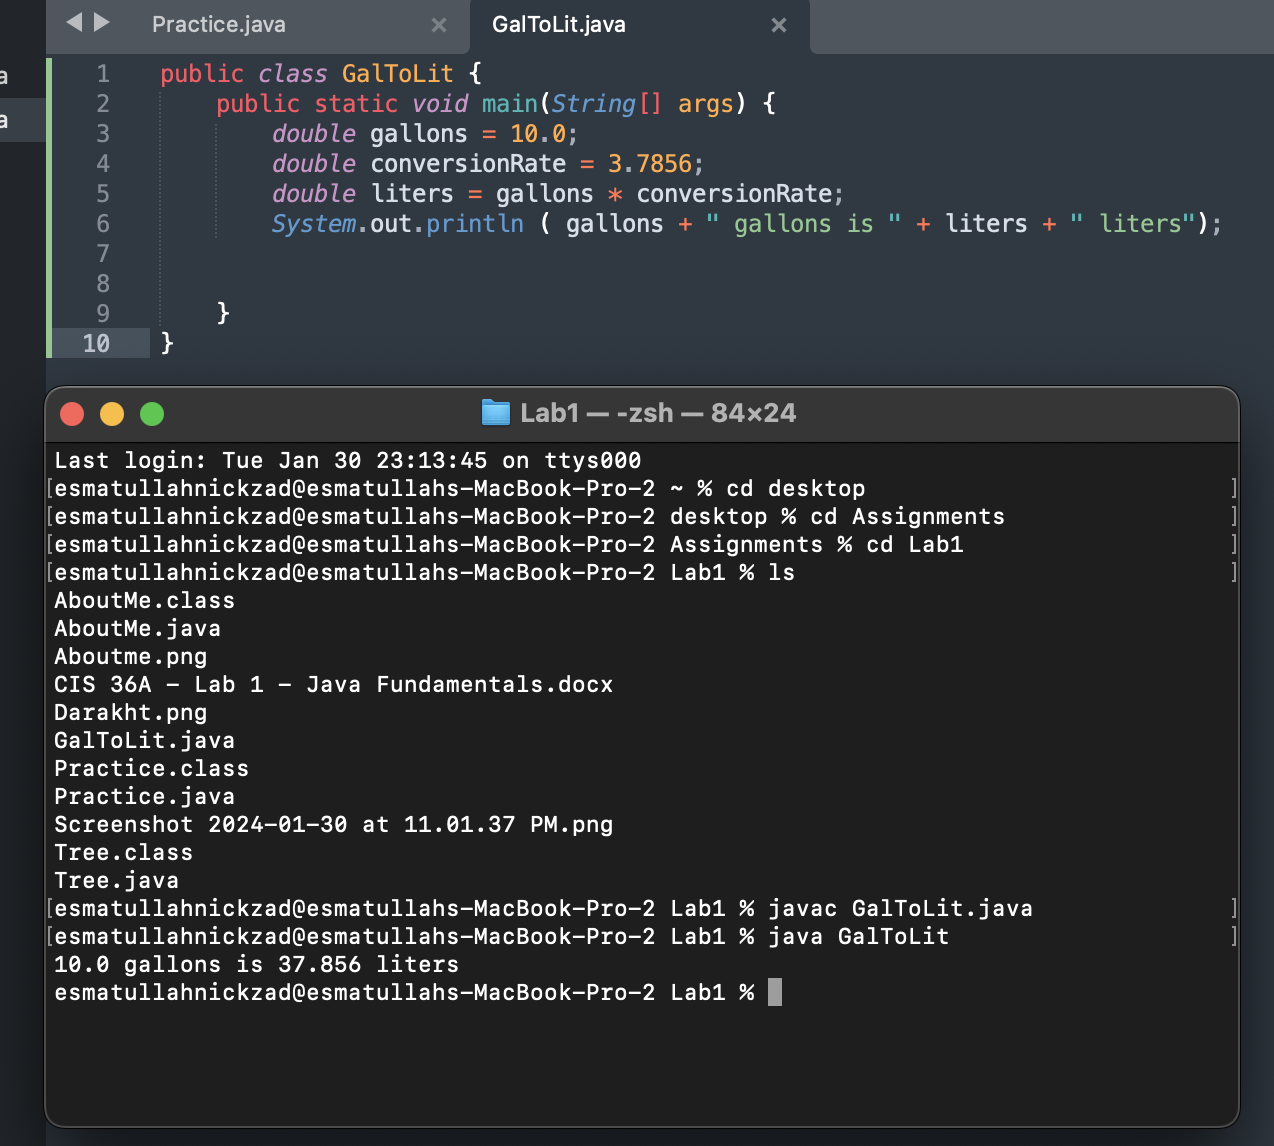 Practice.java × GalToLit.java ×
a
a
1 public class GalToLit {
2 public static void main(String[] args) {
3 double gallons = 10.0;
4 double conversionRate = 3.7856;
5 double liters = gallons * conversionRate;
6 System.out.println ( gallons + " gallons is " + liters + " liters");
7
8
9 }
10 }
Lab1 — -zsh — 84×24
Last login: Tue Jan 30 23:13:45 on ttys000
[esmatullahnickzad@esmatullahs-MacBook-Pro-2 ~ % cd desktop ]
[esmatullahnickzad@esmatullahs-MacBook-Pro-2 desktop % cd Assignments ]
[esmatullahnickzad@esmatullahs-MacBook-Pro-2 Assignments % cd Lab1 ]
[esmatullahnickzad@esmatullahs-MacBook-Pro-2 Lab1 % ls ]
AboutMe.class
AboutMe.java
Aboutme.png
CIS 36A - Lab 1 - Java Fundamentals.docx
Darakht.png
GalToLit.java
Practice.class
Practice.java
Screenshot 2024-01-30 at 11.01.37 PM.png
Tree.class
Tree.java
[esmatullahnickzad@esmatullahs-MacBook-Pro-2 Lab1 % javac GalToLit.java ]
[esmatullahnickzad@esmatullahs-MacBook-Pro-2 Lab1 % java GalToLit ]
10.0 gallons is 37.856 liters
esmatullahnickzad@esmatullahs-MacBook-Pro-2 Lab1 %